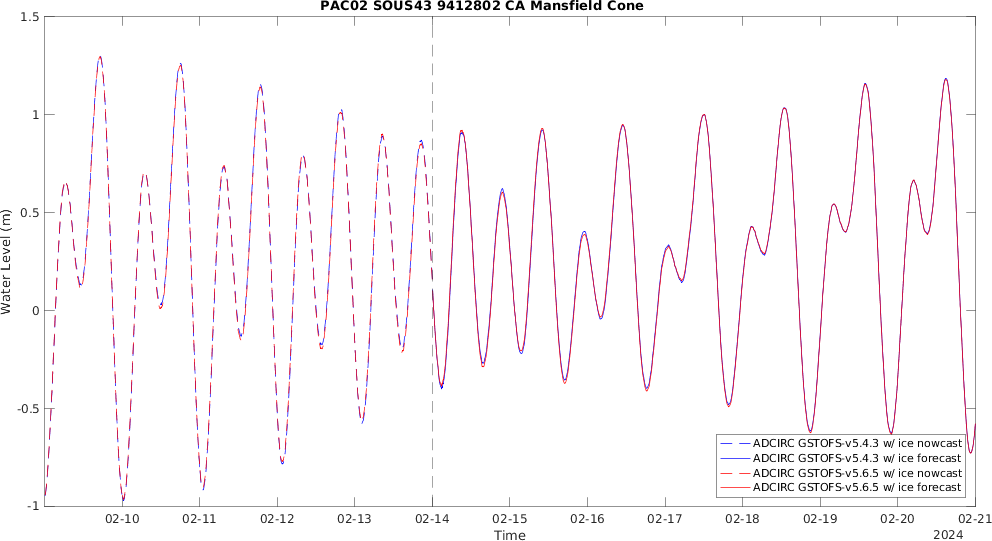 PAC02 SOUS43 9412802 CA Mansfield Cone
Water Level (m)
1.5
1
0.5
0
-0.5
-1
ADCIRC GSTOFS-v5.4.3 w/ ice nowcast
ADCIRC GSTOFS-v5.4.3 w/ ice forecast
ADCIRC GSTOFS-v5.6.5 w/ ice nowcast
ADCIRC GSTOFS-v5.6.5 w/ ice forecast
02-10 02-11 02-12 02-13 02-14 02-15 02-16 02-17 02-18 02-19 02-20 02-21
Time
2024